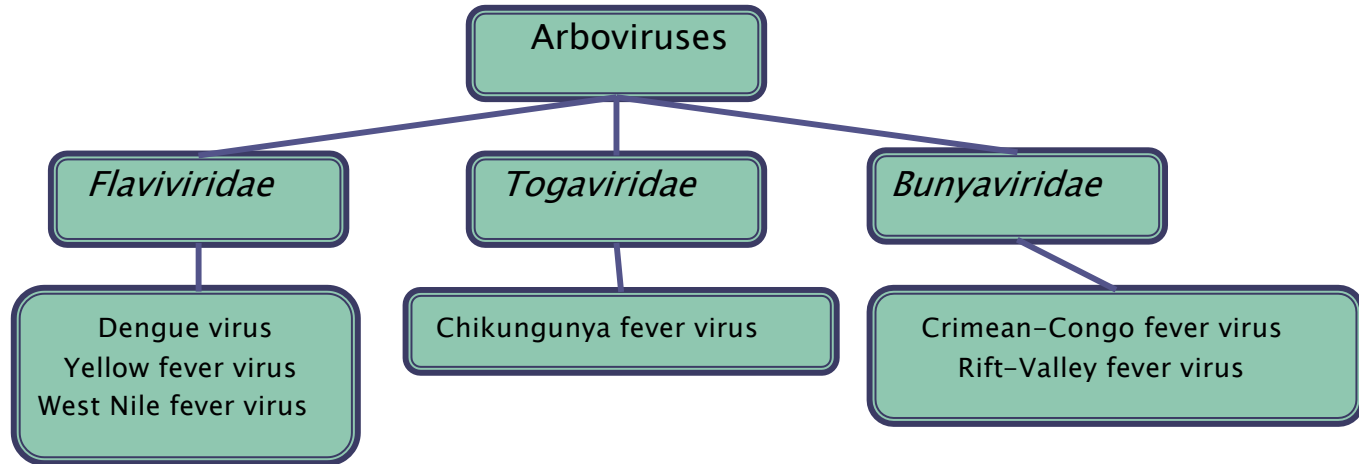 Arboviruses
Flaviviridae
Togaviridae
Bunyaviridae
Dengue virus
Yellow fever virus
West Nile fever virus
Chikungunya fever virus
Crimean-Congo fever virus
Rift-Valley fever virus